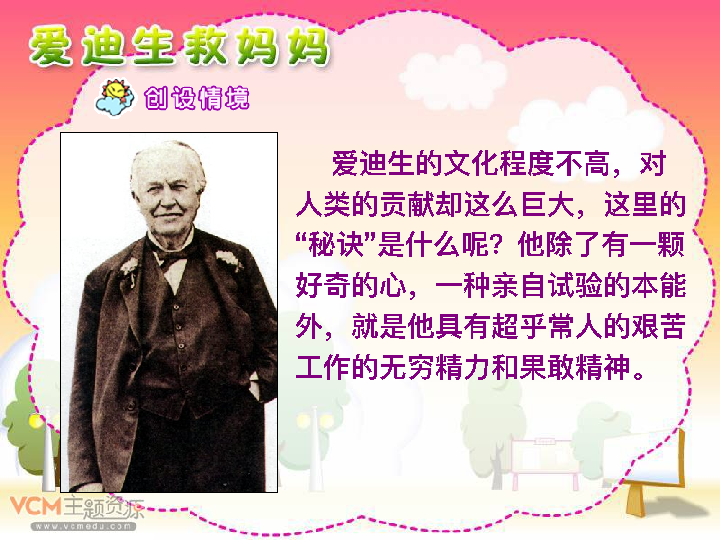 爱迪生救妈妈
创设情境
爱迪生的文化程度不高，对
人类的贡献却这么巨大，这里的
“秘诀”是什么呢？他除了有一颗
好奇的心，一种亲自试验的本能
外，就是他具有超乎常人的艰苦
工作的无穷精力和果敢精神。
VCM主题资源
www.vcmedu.com